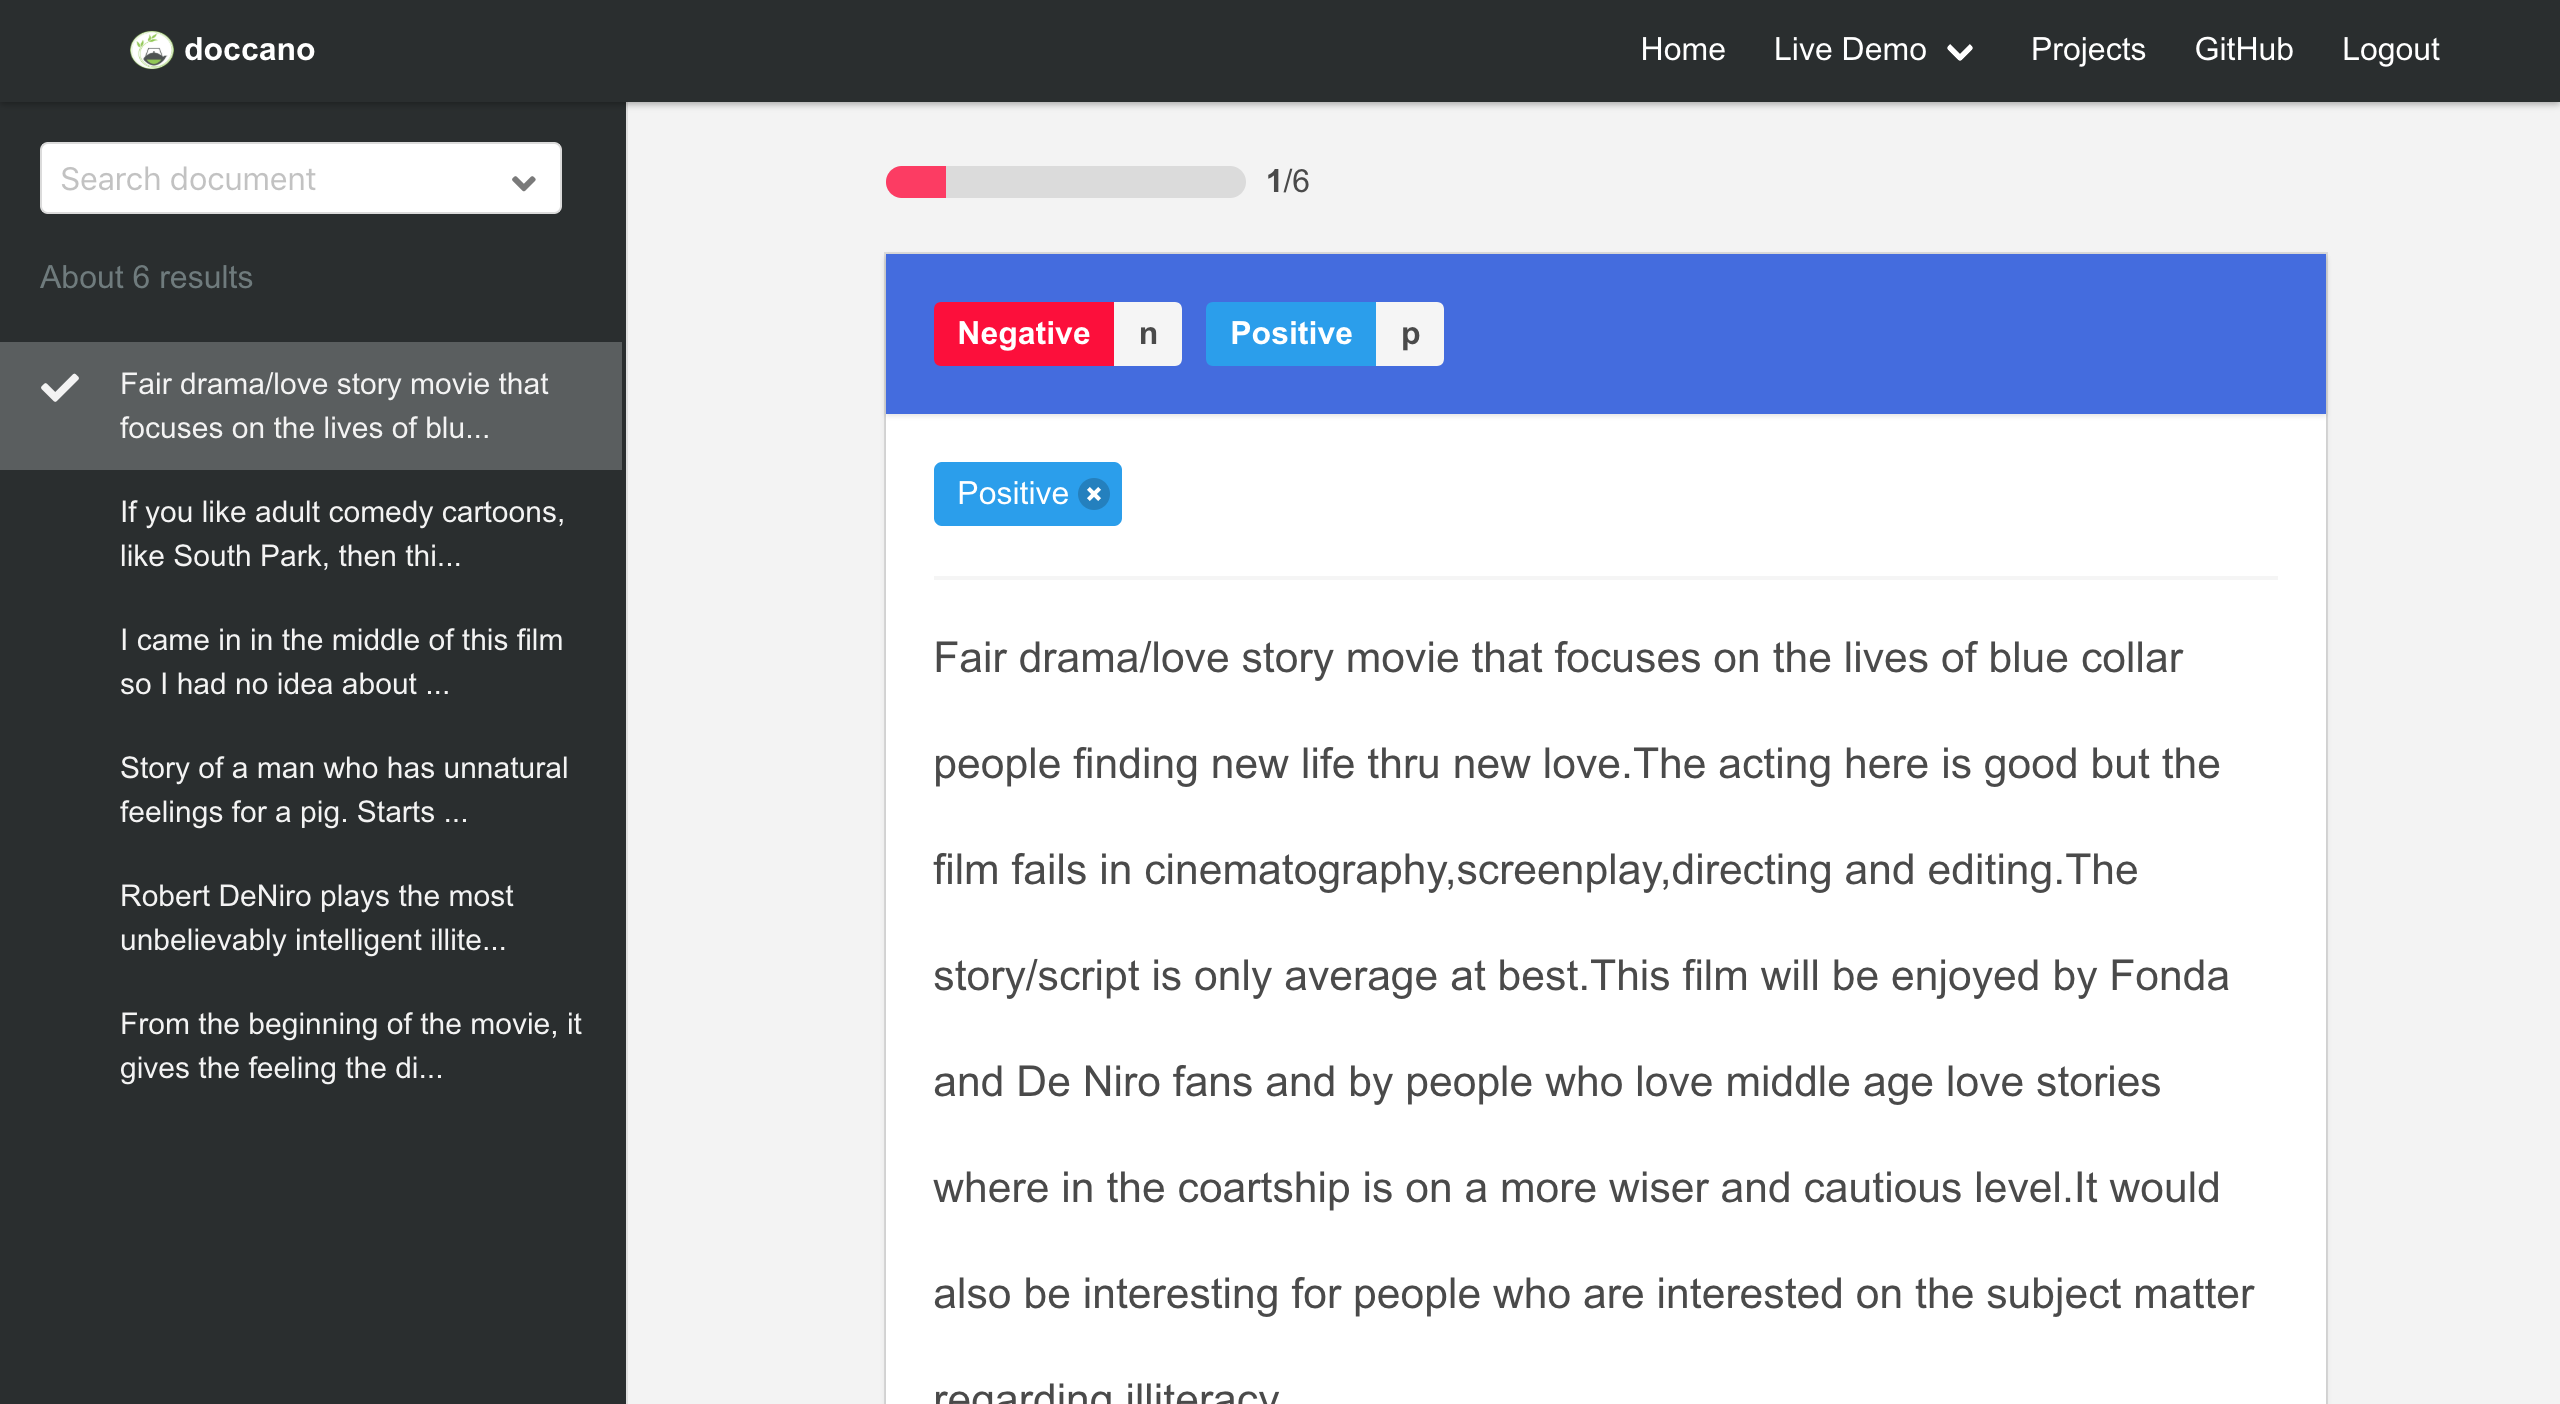 doccano
Home
Live Demo
Projects
GitHub
Logout
Search document
About 6 results
Fair drama/love story movie that
focuses on the lives of blu...
If you like adult comedy cartoons,
like South Park, then thi...
I came in in the middle of this film
so I had no idea about ...
Story of a man who has unnatural
feelings for a pig. Starts ...
Robert DeNiro plays the most
unbelievably intelligent illite...
From the beginning of the movie, it
gives the feeling the di...
1/6
Negative n
Positive p
Positive
Fair drama/love story movie that focuses on the lives of blue collar
people finding new life thru new love.The acting here is good but the
film fails in cinematography,screenplay,directing and editing.The
story/script is only average at best.This film will be enjoyed by Fonda
and De Niro fans and by people who love middle age love stories
where in the coartship is on a more wiser and cautious level.It would
also be interesting for people who are interested on the subject matter
regarding illiteracy